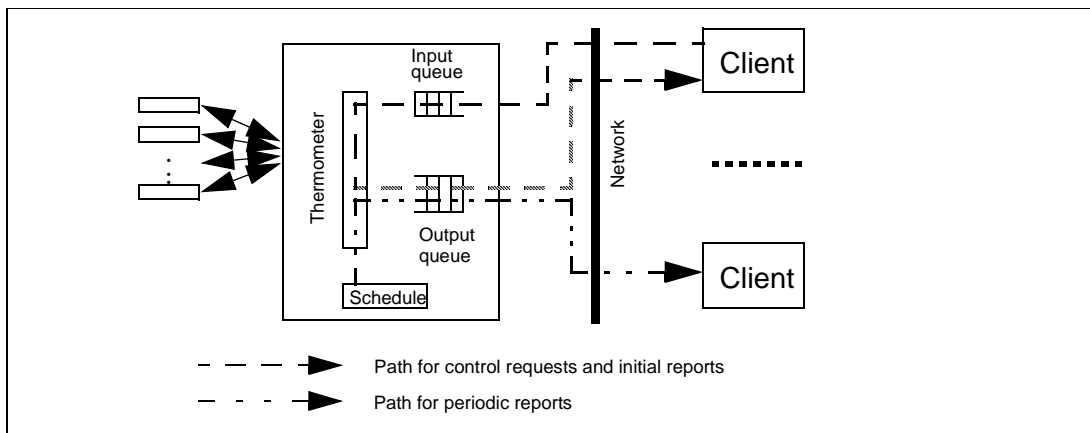 Input
queue
Client
Thermometer
Network
Output
queue
Schedule
Client
Path for control requests and initial reports
Path for periodic reports